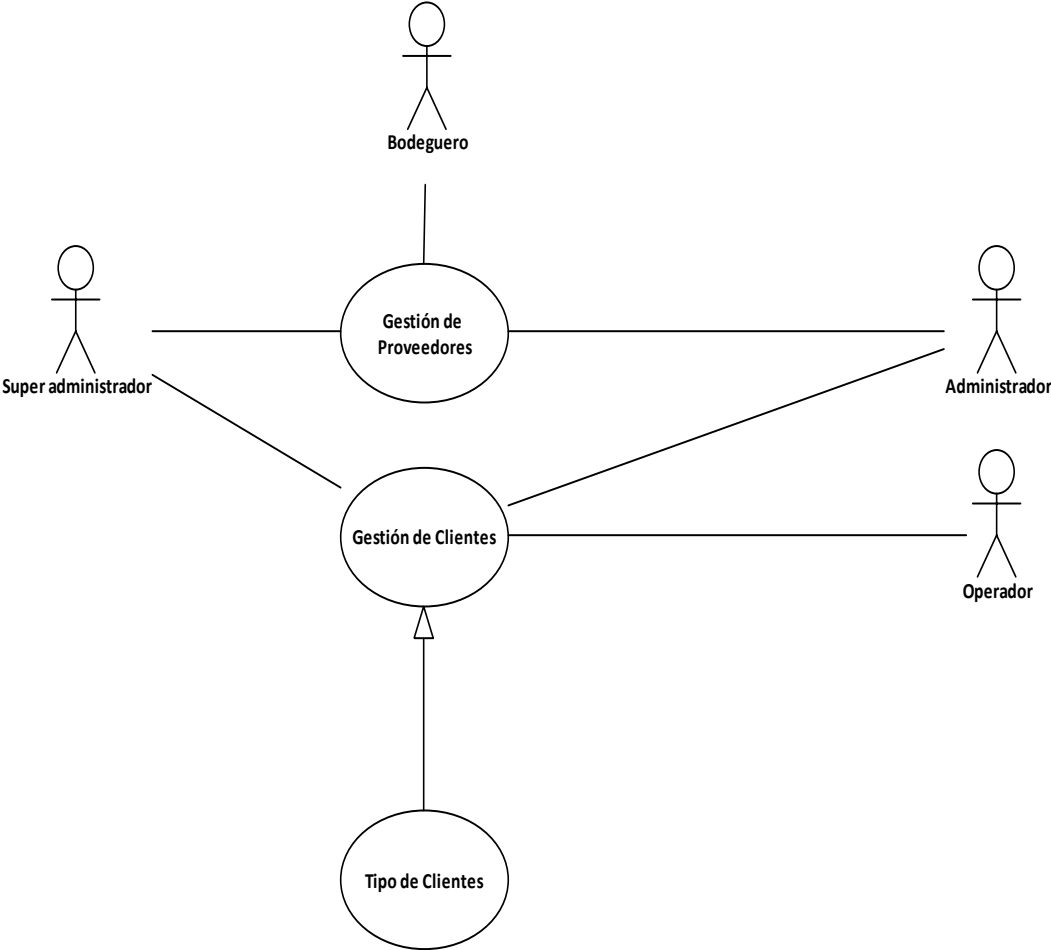 Bodeguero
Gestión de
Proveedores
Super administrador
Administrador
Gestión de Clientes
Operador
Tipo de Clientes